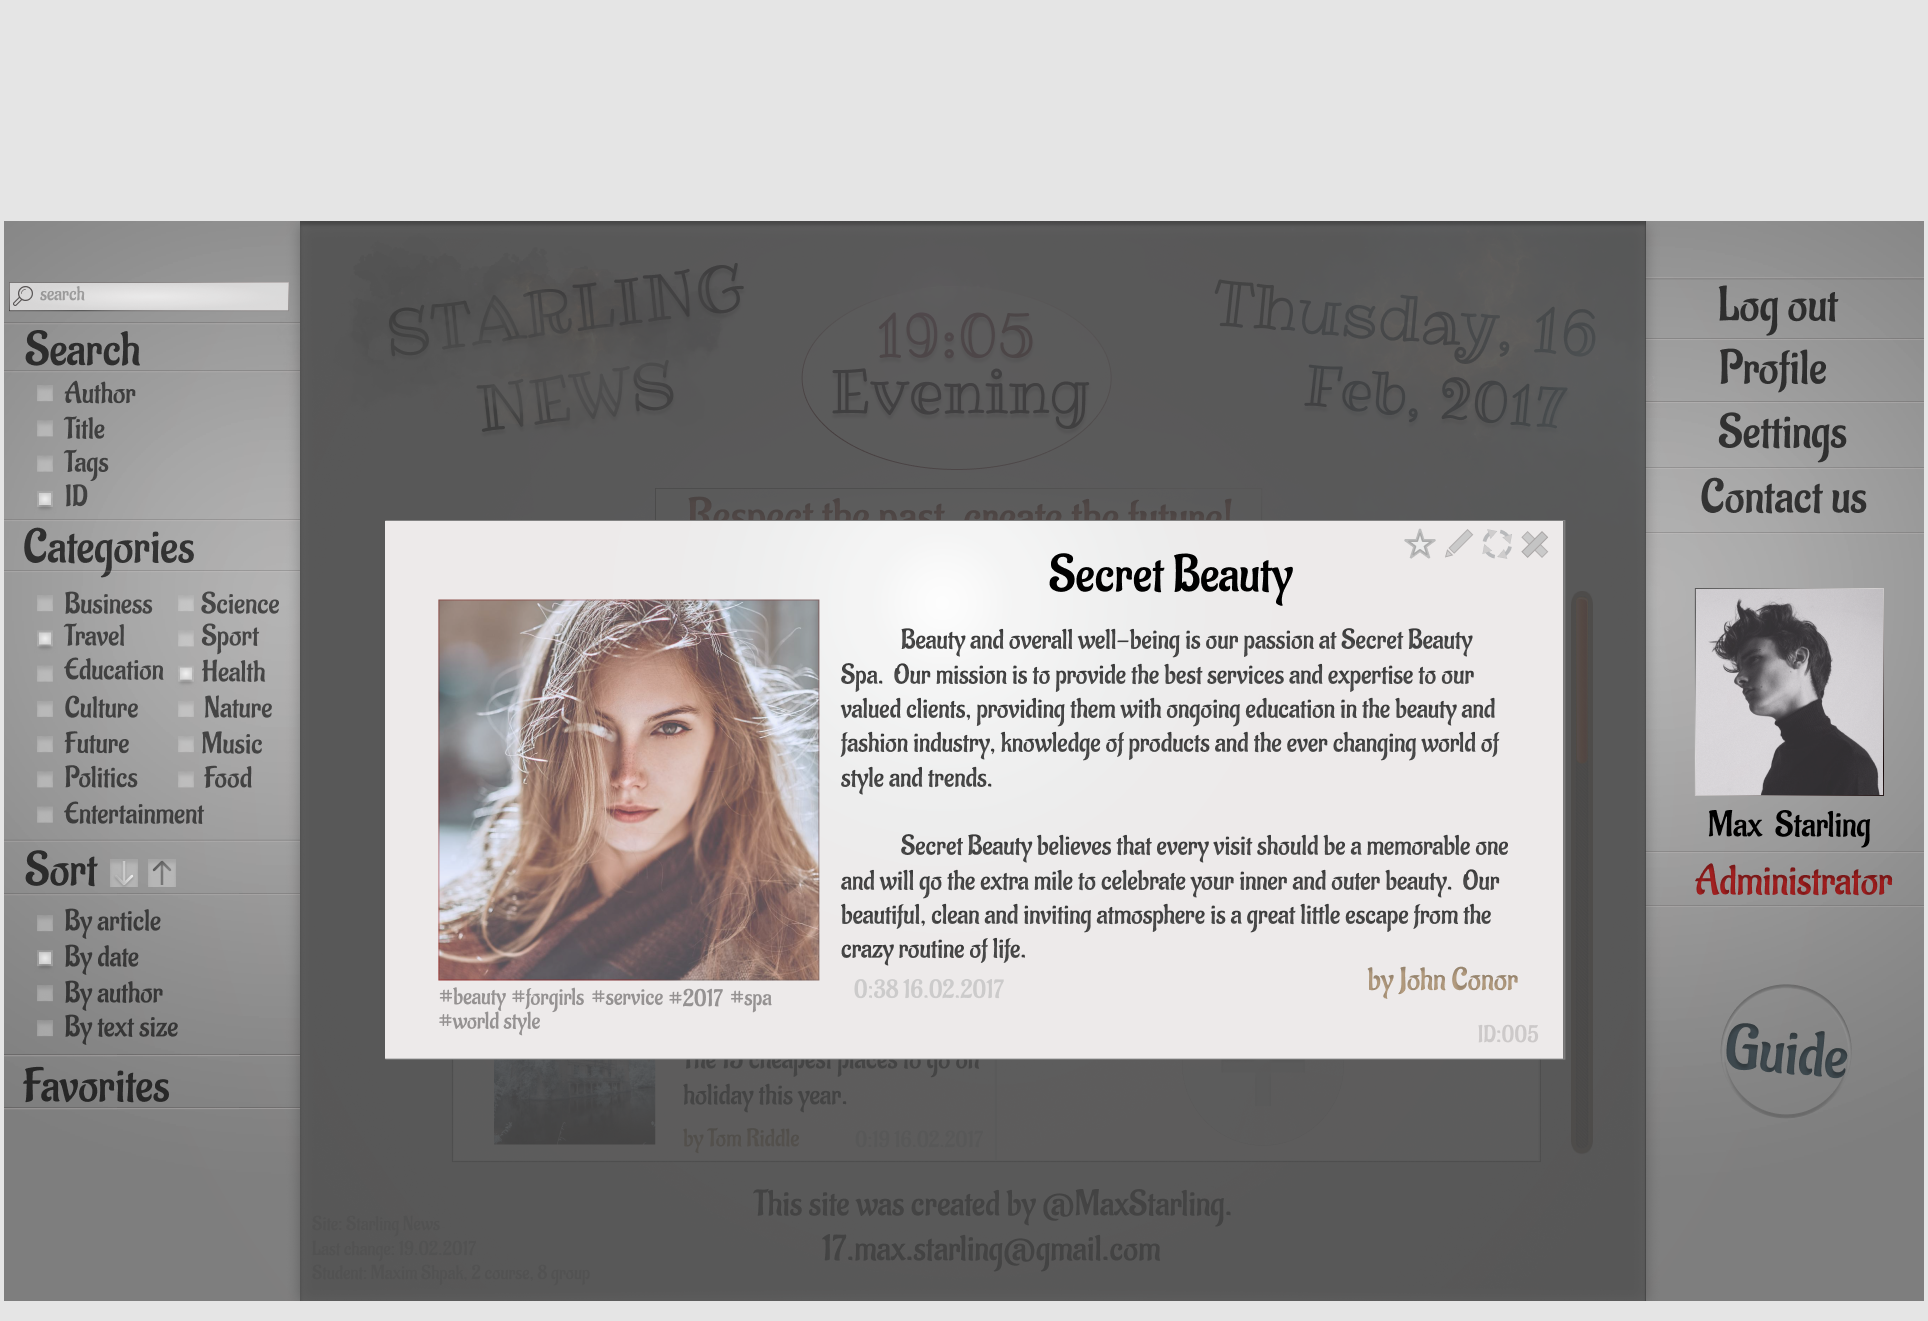 search
Search
Author
Title
Tags
ID
Categories
Business Science
Travel Sport
Education Health
Culture Nature
Future Music
Politics Food
Entertainment
Sort
By article
By date
By author
By text size
Favorites
STARLING
NEWS
19:05
Evening
Thusday, 16
Feb, 2017
Respect the past, create the future!
Secret Beauty
Beauty and overall well-being is our passion at Secret Beauty
Spa. Our mission is to provide the best services and expertise to our
valued clients, providing them with ongoing education in the beauty and
fashion industry, knowledge of products and the ever changing world of
style and trends.
Secret Beauty believes that every visit should be a memorable one
and will go the extra mile to celebrate your inner and outer beauty. Our
beautiful, clean and inviting atmosphere is a great little escape from the
crazy routine of life.
0:38 16.02.2017
by John Conor
ID:005
#beauty #forgirls #service #2017 #spa
#world style
The 15 cheapest places to go on
holiday this year.
by Tom Riddle 0:19 16.02.2017
This site was created by @MaxStarling.
17.max.starling@gmail.com
Site: Starling News
Last change: 19.02.2017
Student: Maxim Shpak, 2 course, 8 group
Log out
Profile
Settings
Contact us
Max Starling
Administrator
Guide